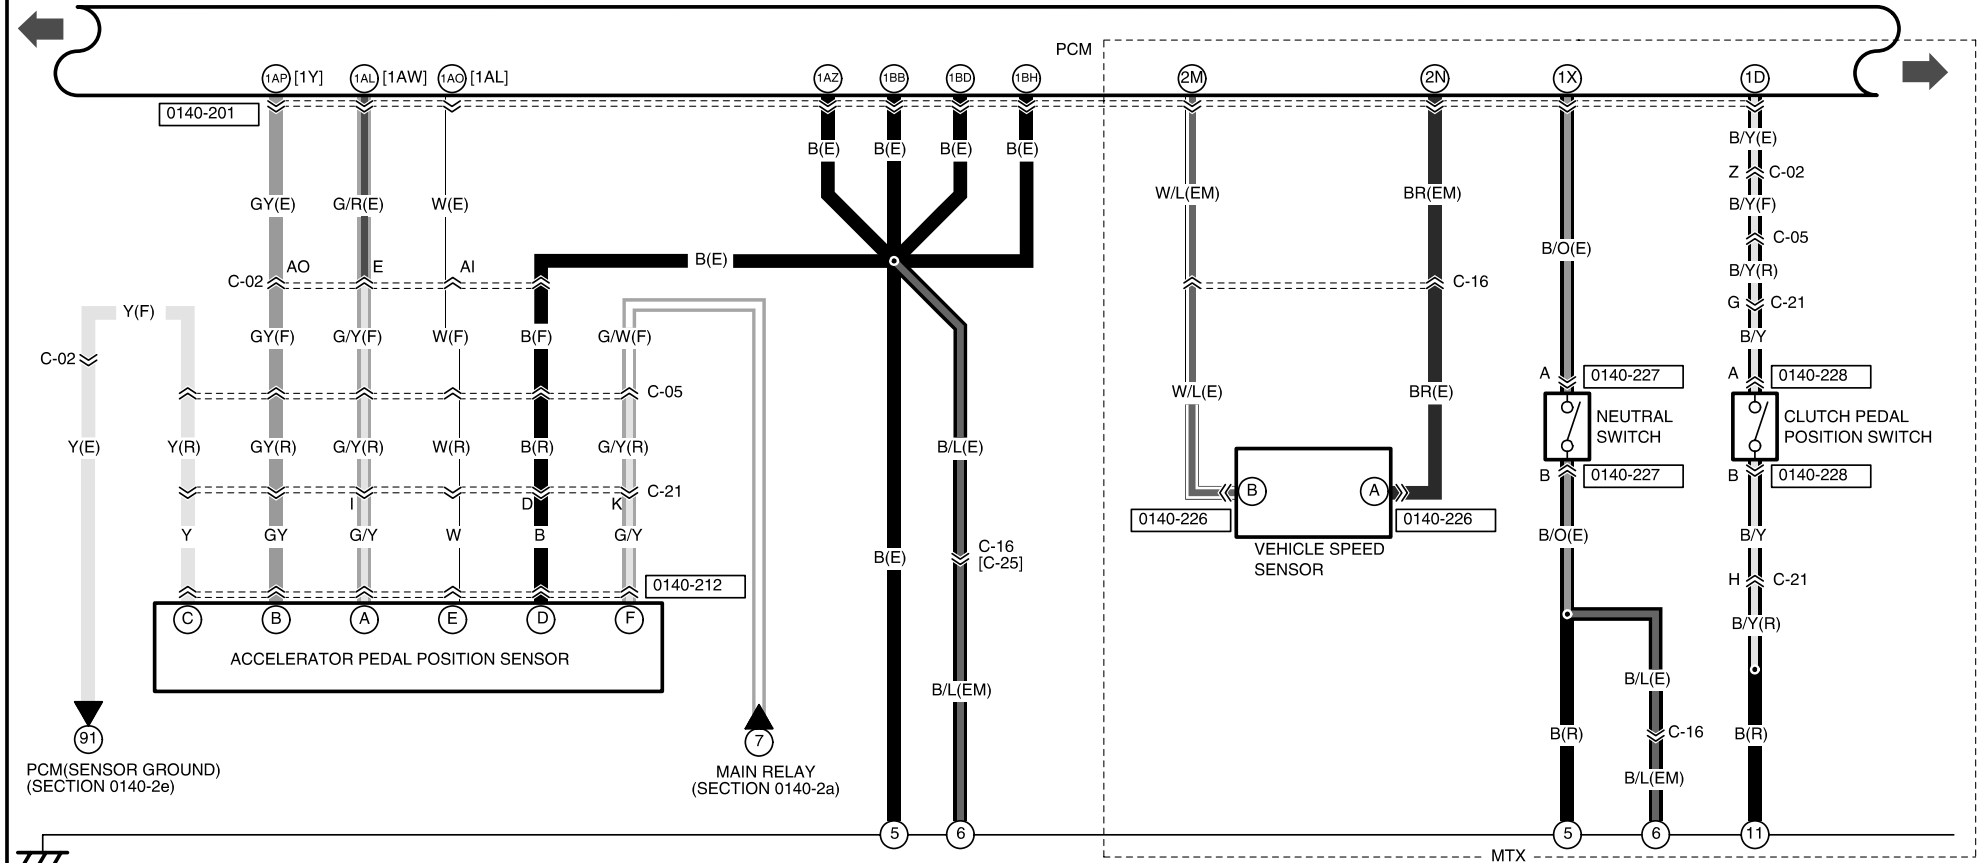 PCM
1AP [1Y] 1AL [1AW] 1AO [1AL] 1AZ 1BB 1BD 1BH 2M 2N 1X 1D
0140-201
B/Y(E)
B(E) B(E) B(E) B(E)
Z C-02
W/L(EM) BR(EM)
GY(E) G/R(E) W(E) B/Y(F)
C-05
B/O(E)
B(E)
AO E AI B/Y(R)
C-02 C-16
G C-21
Y(F)
GY(F) G/Y(F) W(F) B(F) G/W(F) B/Y
C-02
A 0140-227 A 0140-228
C-05 W/L(E) BR(E)
NEUTRAL
SWITCH
CLUTCH PEDAL
POSITION SWITCH
Y(E) Y(R) GY(R) G/Y(R) W(R) B(R) G/Y(R) B/L(E)
B 0140-227 B 0140-228
C-21 B A
I D K
0140-226 0140-226
Y GY G/Y W B G/Y B/O(E) B/Y
VEHICLE SPEED
SENSOR
B(E) C-16
[C-25]
0140-212 H C-21
C B A E D F
B/Y(R)
ACCELERATOR PEDAL POSITION SENSOR
B/L(E)
B/L(EM)
91 7 B(R) C-16 B(R)
PCM(SENSOR GROUND)
(SECTION 0140-2e)
MAIN RELAY
(SECTION 0140-2a)
B/L(EM)
5 6 5 6 11
MTX